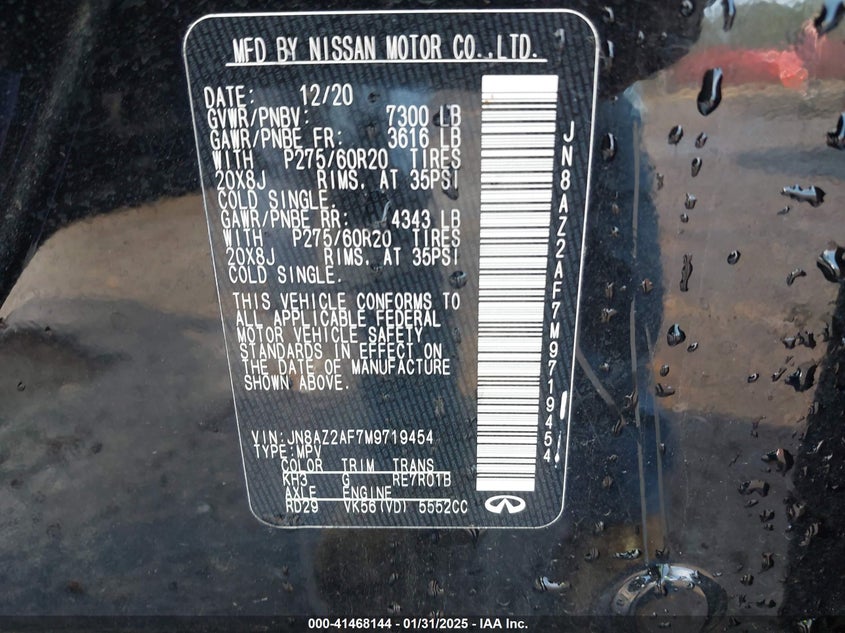 MFD BY NISSAN MOTOR CO.,LTD.
DATE: 12/20
GVWR/PNBV: 7300 LB
GAWR/PNBE FR: 3616 LB
WITH P275/60R20 TIRES
20X8J RIMS. AT 35PSI
COLD SINGLE.
GAWR/PNBE RR: 4343 LB
WITH P275/60R20 TIRES
20X8J RIMS. AT 35PSI
COLD SINGLE.
THIS VEHICLE CONFORMS TO
ALL APPLICABLE FEDERAL
MOTOR VEHICLE SAFETY
STANDARDS IN EFFECT ON
THE DATE OF MANUFACTURE
SHOWN ABOVE.
VIN:JN8AZ2AF7M9719454
TYPE:MPV
COLOR TRIM TRANS
KH3 G RE7R01B
AXLE ENGINE
RD29 VK56(VD) 5552CC
JN8AZ2AF7M9719454
000-41468144 - 01/31/2025 - IAA Inc.